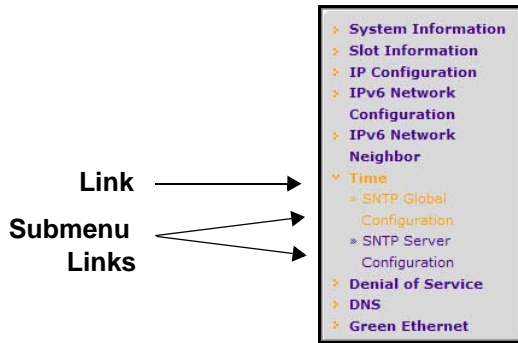 System Information
Slot Information
IP Configuration
IPv6 Network
Configuration
IPv6 Network
Neighbor
Link
Time
Submenu
Links
» SNTP Global
Configuration
» SNTP Server
Configuration
Denial of Service
DNS
Green Ethernet